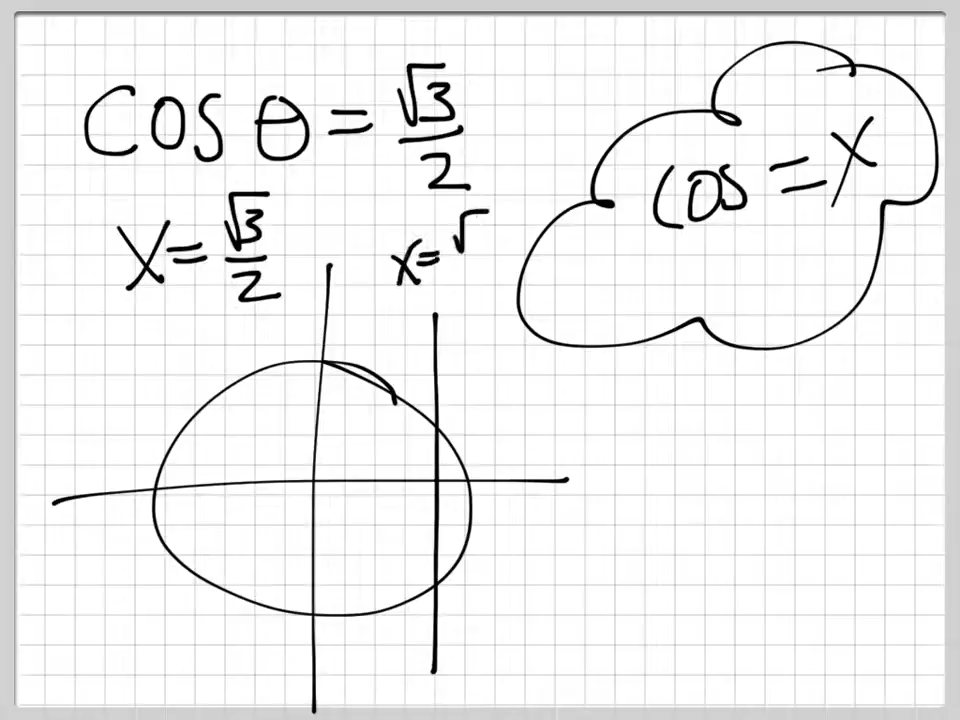 cos θ = √3/2
cos = x
x = √3/2
x = √